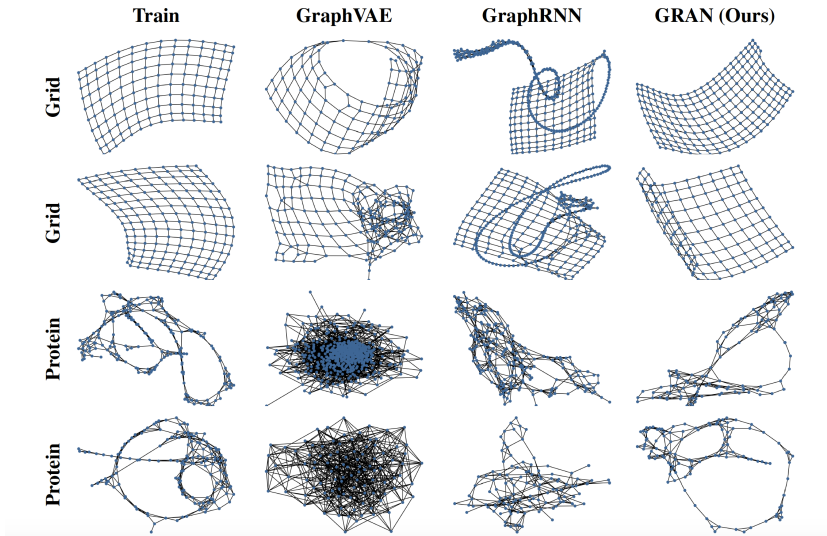 Train GraphVAE GraphRNN GRAN (Ours)
Grid
Grid
Protein
Protein